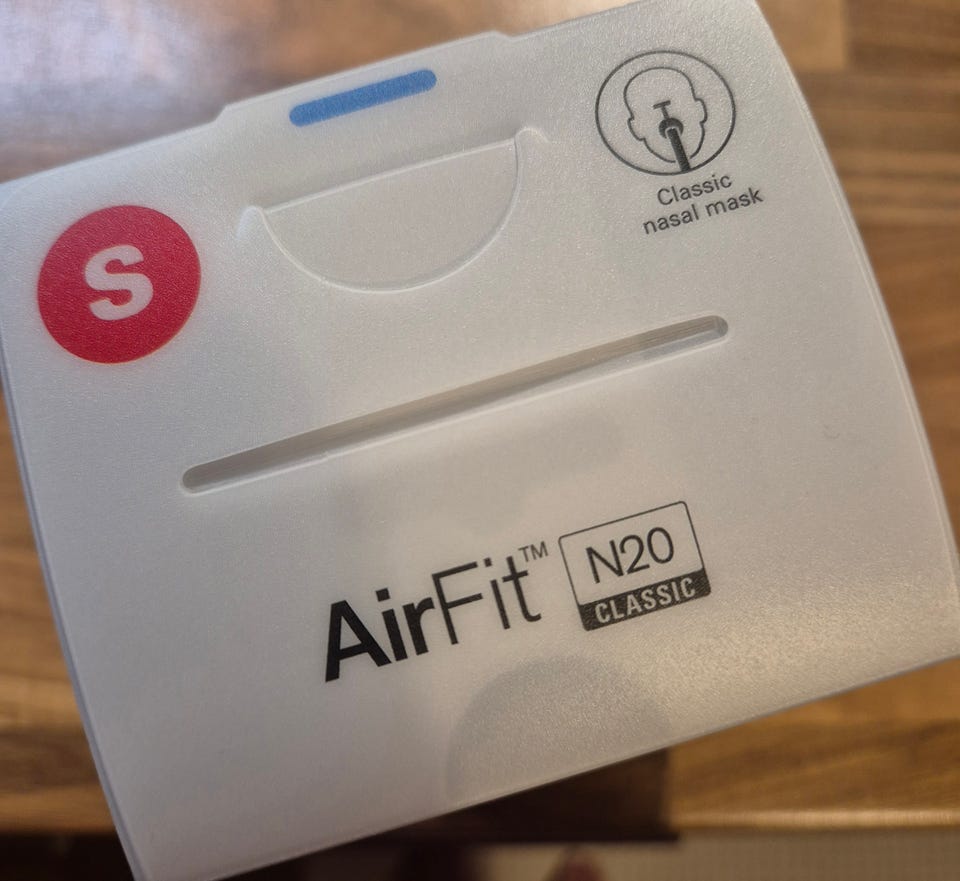 S
Classic
nasal mask
AirFit™ N20
CLASSIC